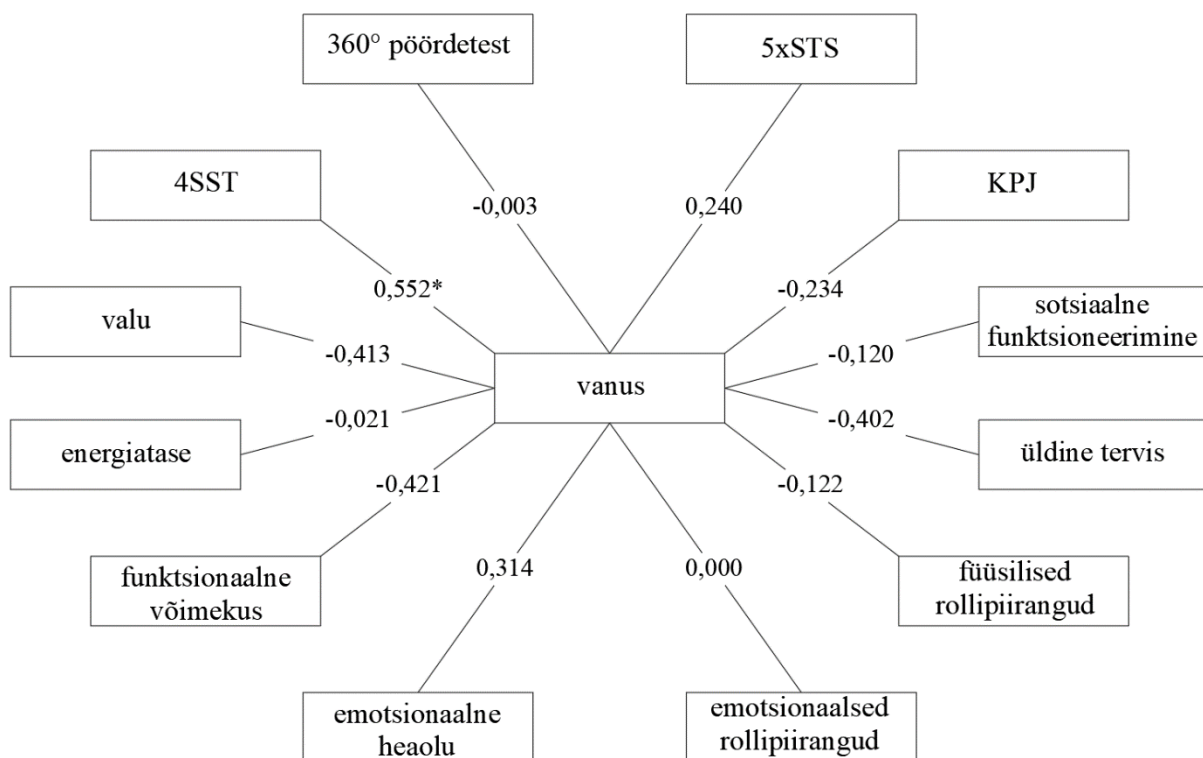 360° pöördetest
5xSTS
4SST
KPJ
-0,003
0,240
0,552*
-0,234
valu
sotsiaalne
funktsioneerimine
-0,413
-0,120
vanus
-0,021
-0,402
energiatase
üldine tervis
-0,421
-0,122
funktsionaalne
võimekus
0,314
0,000
füüsilised
rollipiirangud
emotsionaalne
heaolu
emotsionaalsed
rollipiirangud